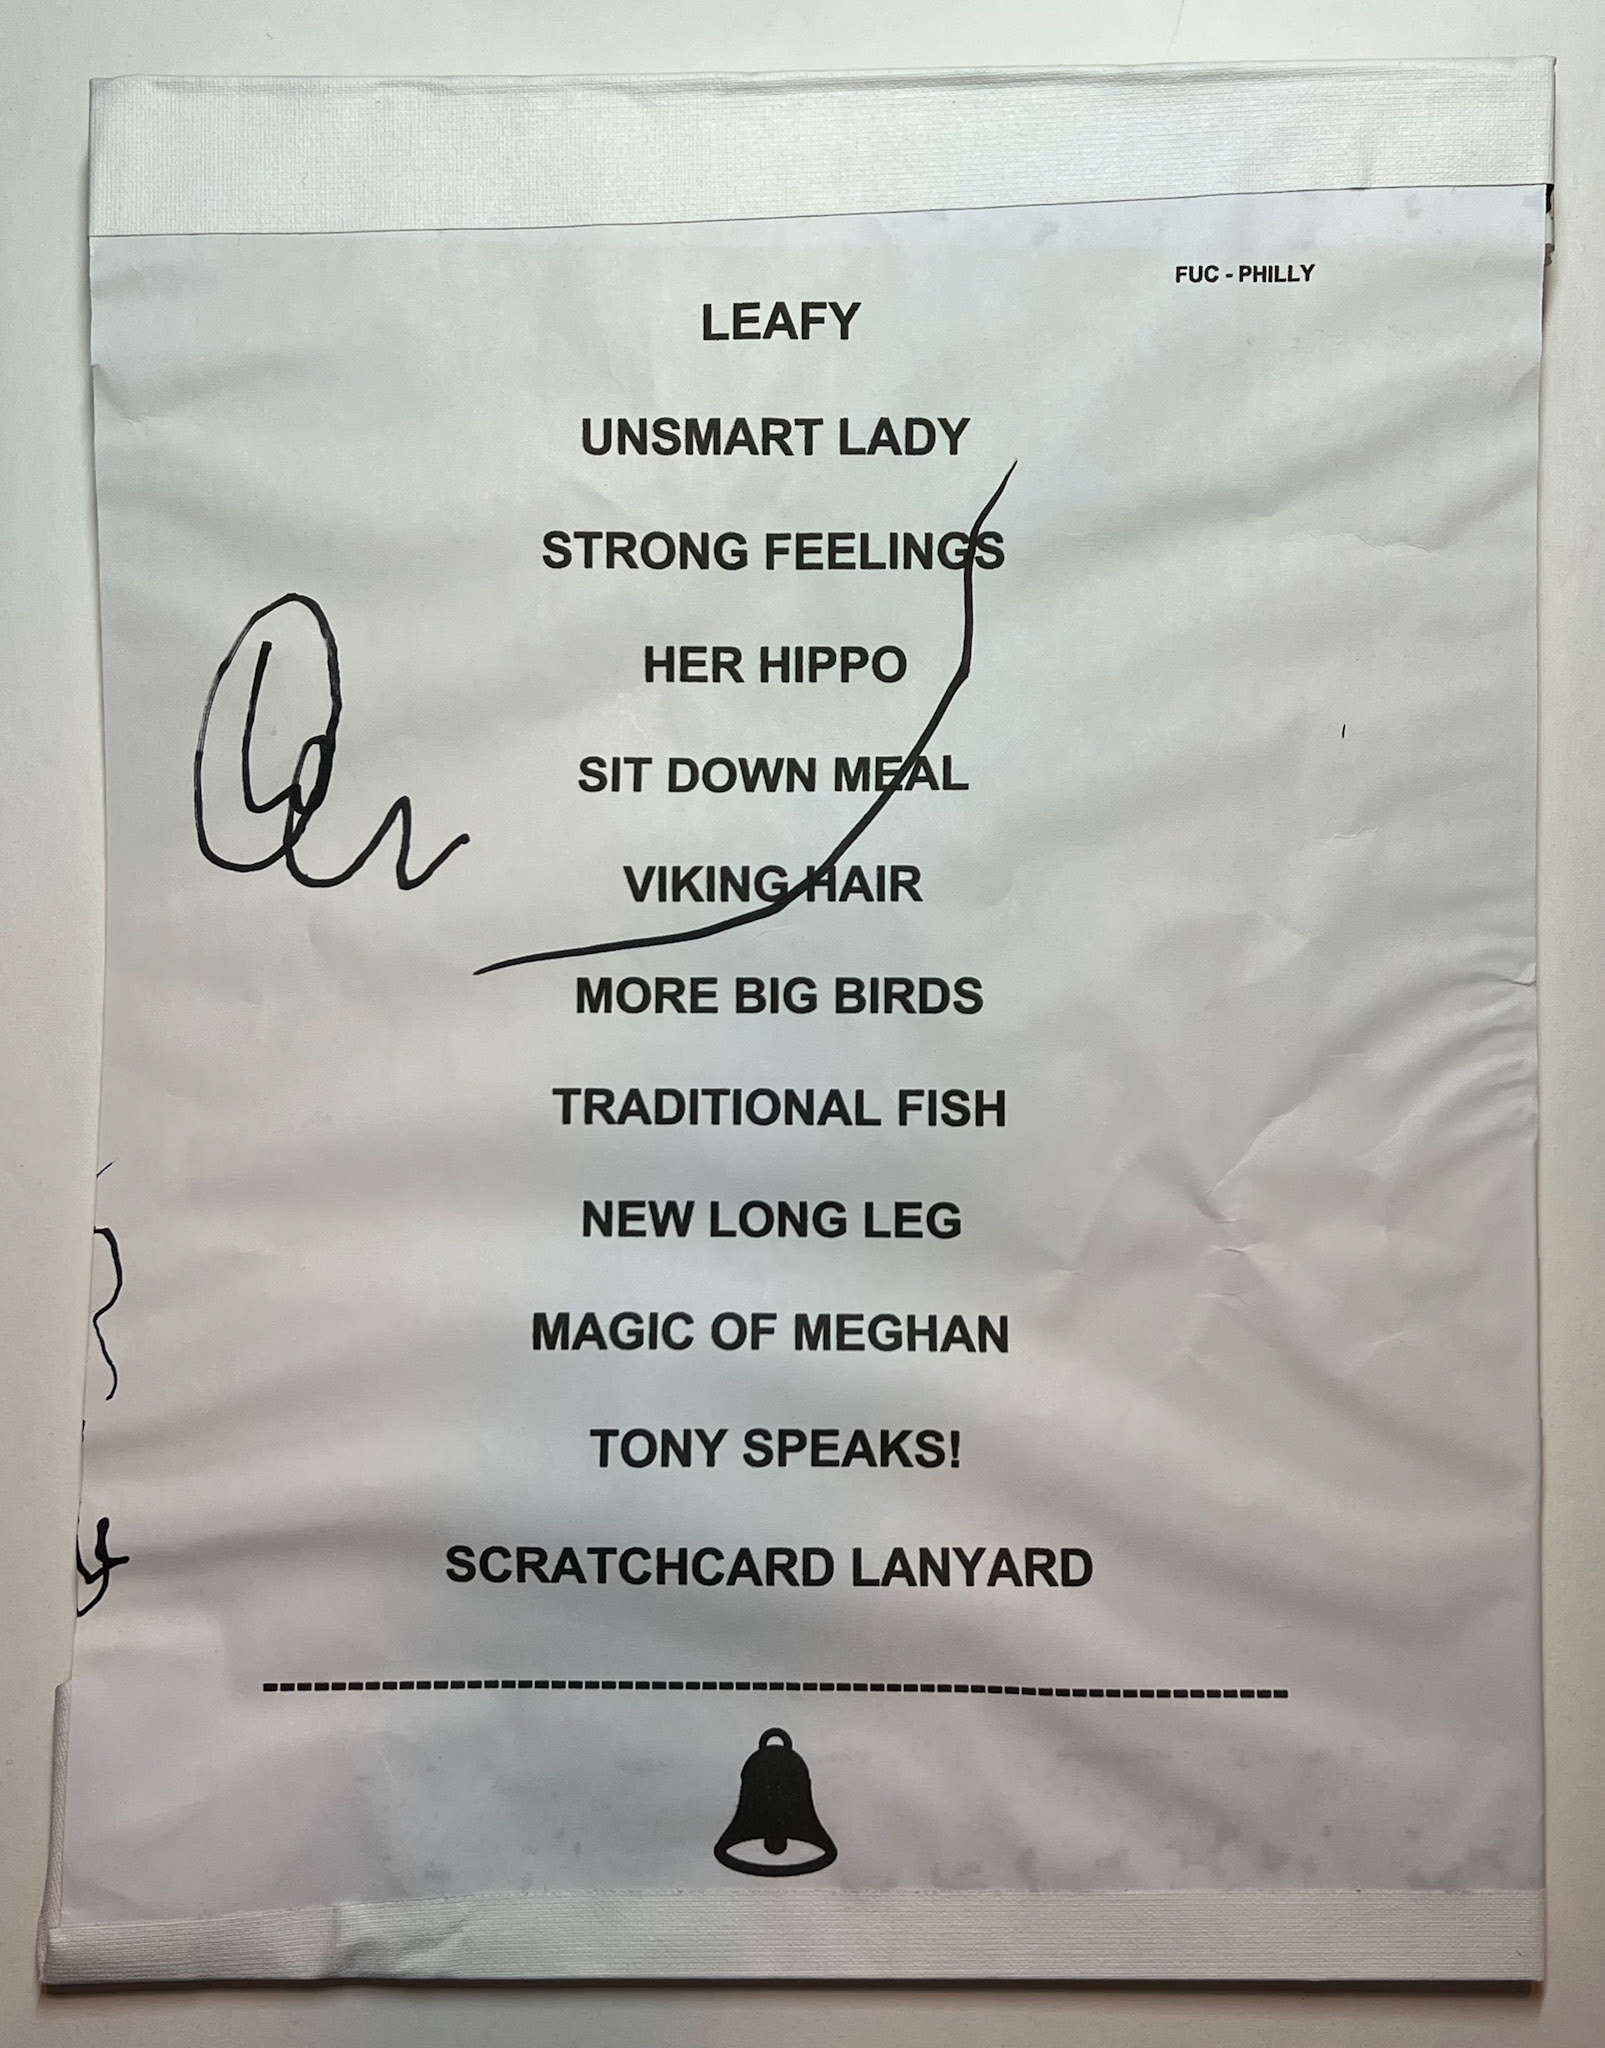 FUC - PHILLY
LEAFY
UNSMART LADY
STRONG FEELINGS
HER HIPPO
SIT DOWN MEAL
VIKING HAIR
MORE BIG BIRDS
TRADITIONAL FISH
NEW LONG LEG
MAGIC OF MEGHAN
TONY SPEAKS!
SCRATCHCARD LANYARD